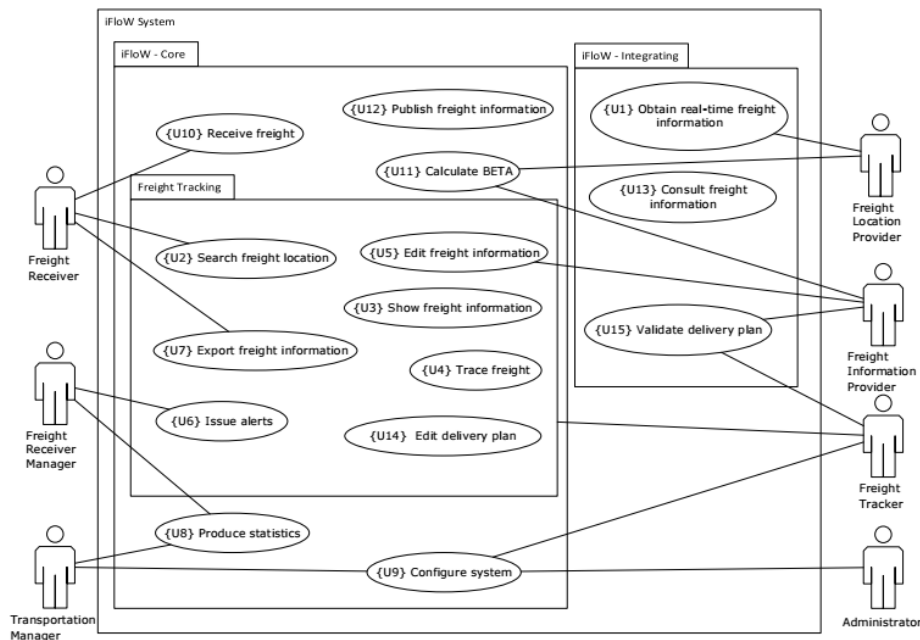 iFloW System
iFloW - Core
iFloW - Integrating
{U12} Publish freight information
{U1} Obtain real-time freight
information
{U10} Receive freight
{U11} Calculate BETA
{U13} Consult freight
information
Freight Tracking
Freight
Location
Provider
Freight
Receiver
{U2} Search freight location
{U5} Edit freight information
{U3} Show freight information
{U15} Validate delivery plan
{U7} Export freight information
{U4} Trace freight
Freight
Information
Provider
{U6} Issue alerts
{U14} Edit delivery plan
Freight
Receiver
Manager
Freight
Tracker
{U8} Produce statistics
{U9} Configure system
Transportation
Manager
Administrator